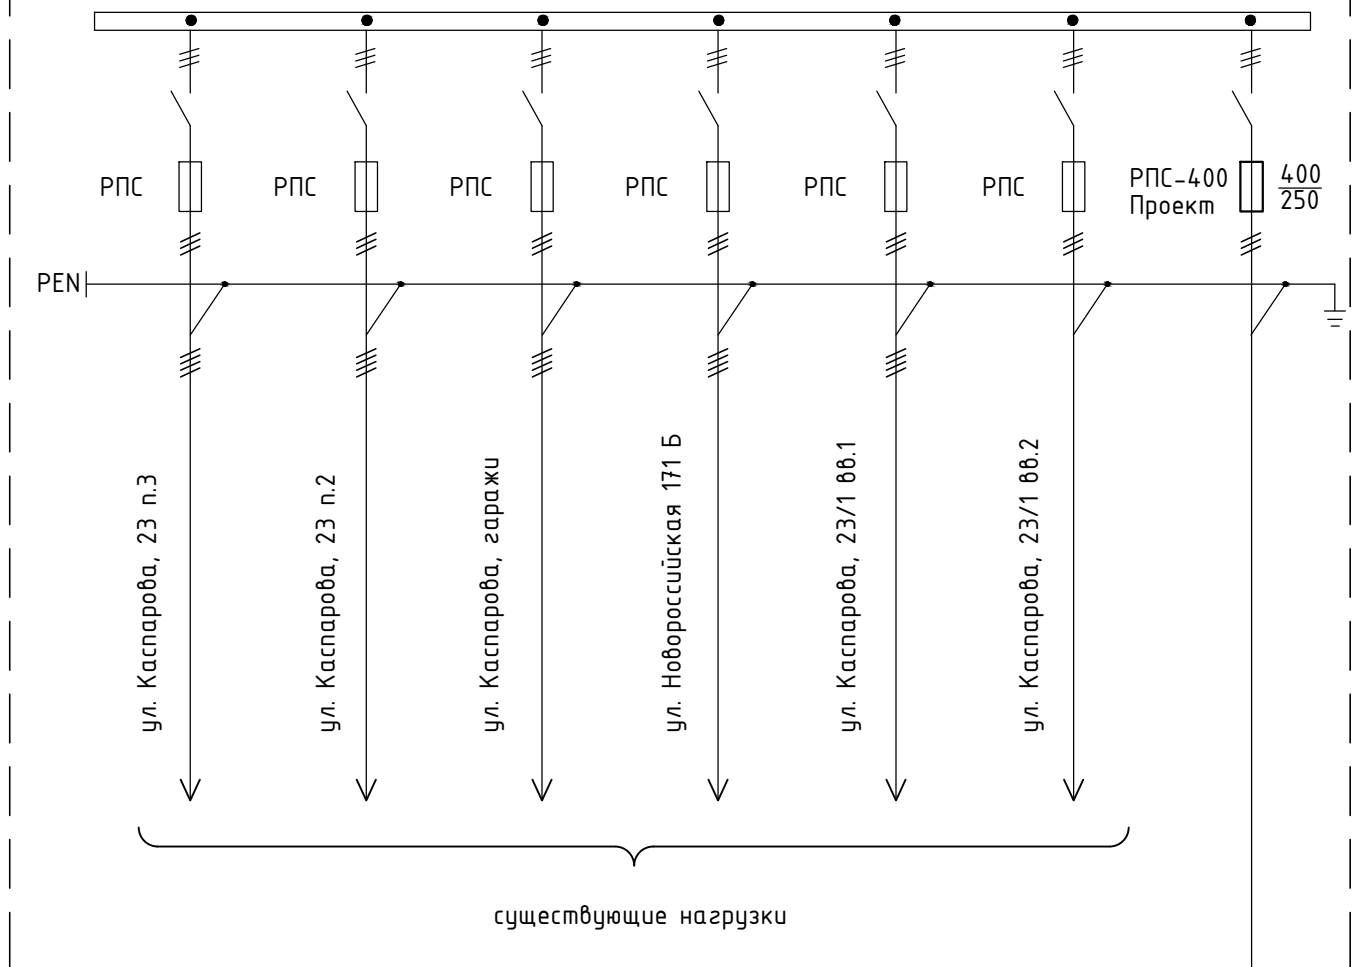 РПС
РПС
РПС
РПС
РПС
РПС
РПС-400
Проект
400
250
PEN
ул. Каспарова, 23 п.3
ул. Каспарова, 23 п.2
ул. Каспарова, гаражи
ул. Новороссийская 171 Б
ул. Каспарова, 23/1 вв.1
ул. Каспарова, 23/1 вв.2
существующие нагрузки